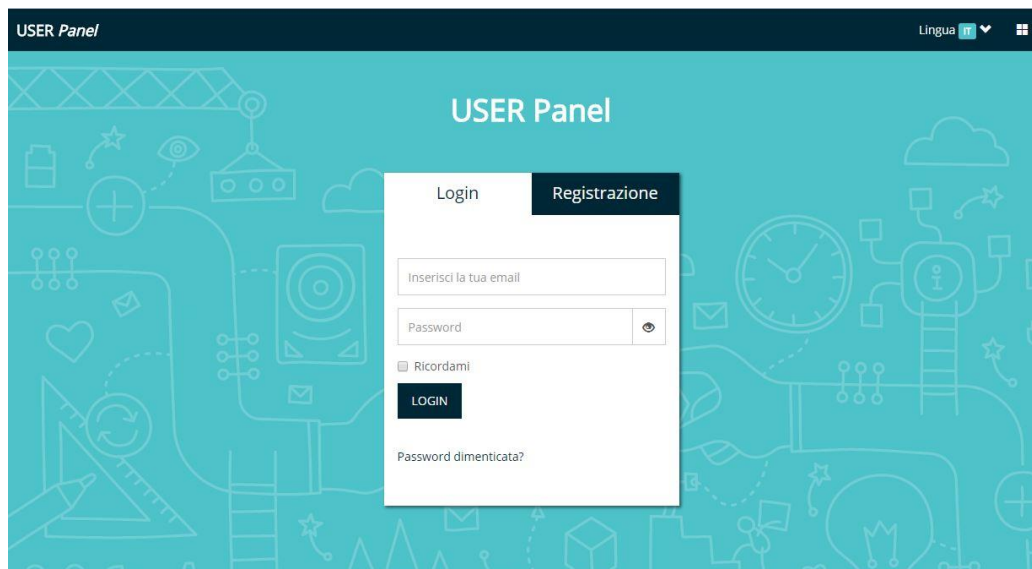 USER Panel
Lingua IT
USER Panel
Login
Registrazione
Inserisci la tua email
Password
Ricordami
LOGIN
Password dimenticata?